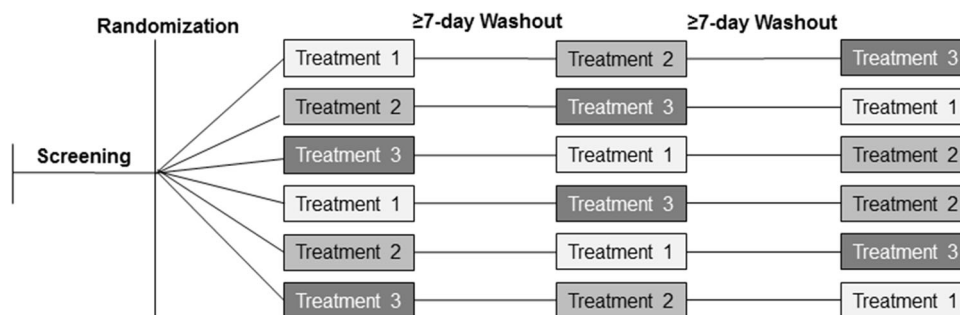 ≥7-day Washout ≥7-day Washout
Randomization
Treatment 1 Treatment 2 Treatment 3
Treatment 2 Treatment 3 Treatment 1
Screening
Treatment 3 Treatment 1 Treatment 2
Treatment 1 Treatment 3 Treatment 2
Treatment 2 Treatment 1 Treatment 3
Treatment 3 Treatment 2 Treatment 1